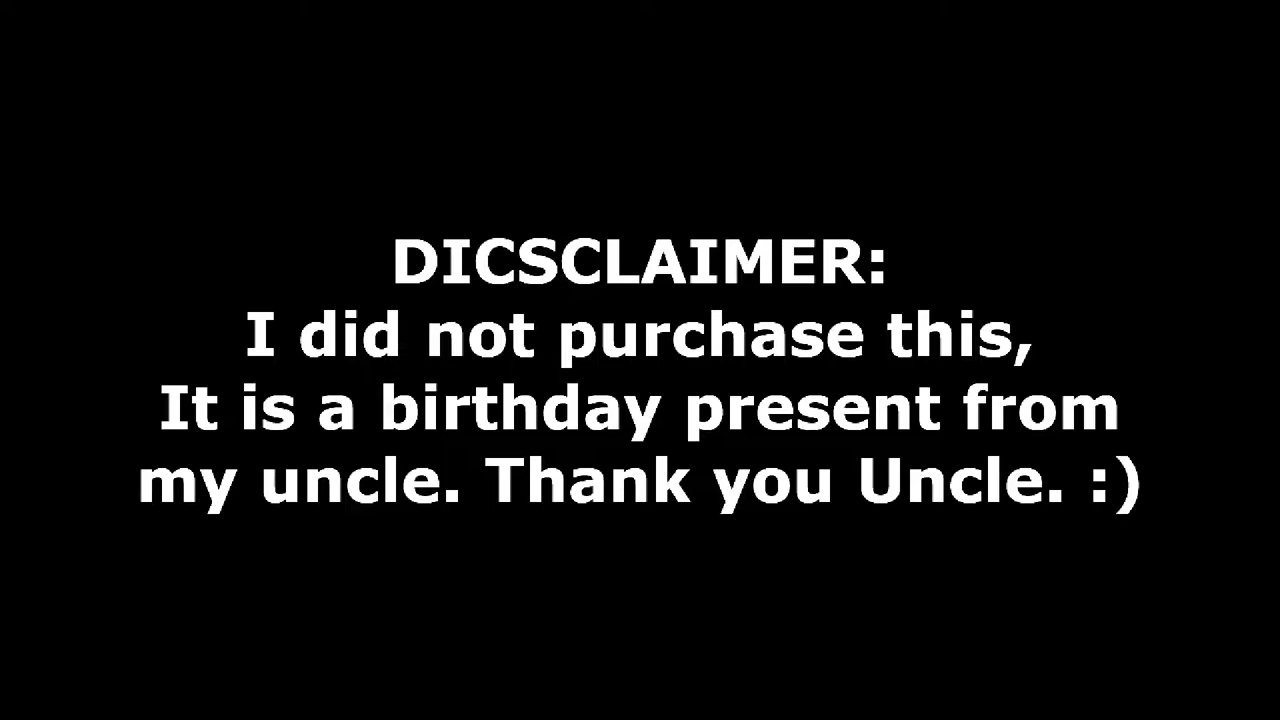 DICSCLAIMER:
I did not purchase this,
It is a birthday present from
my uncle. Thank you Uncle. :)